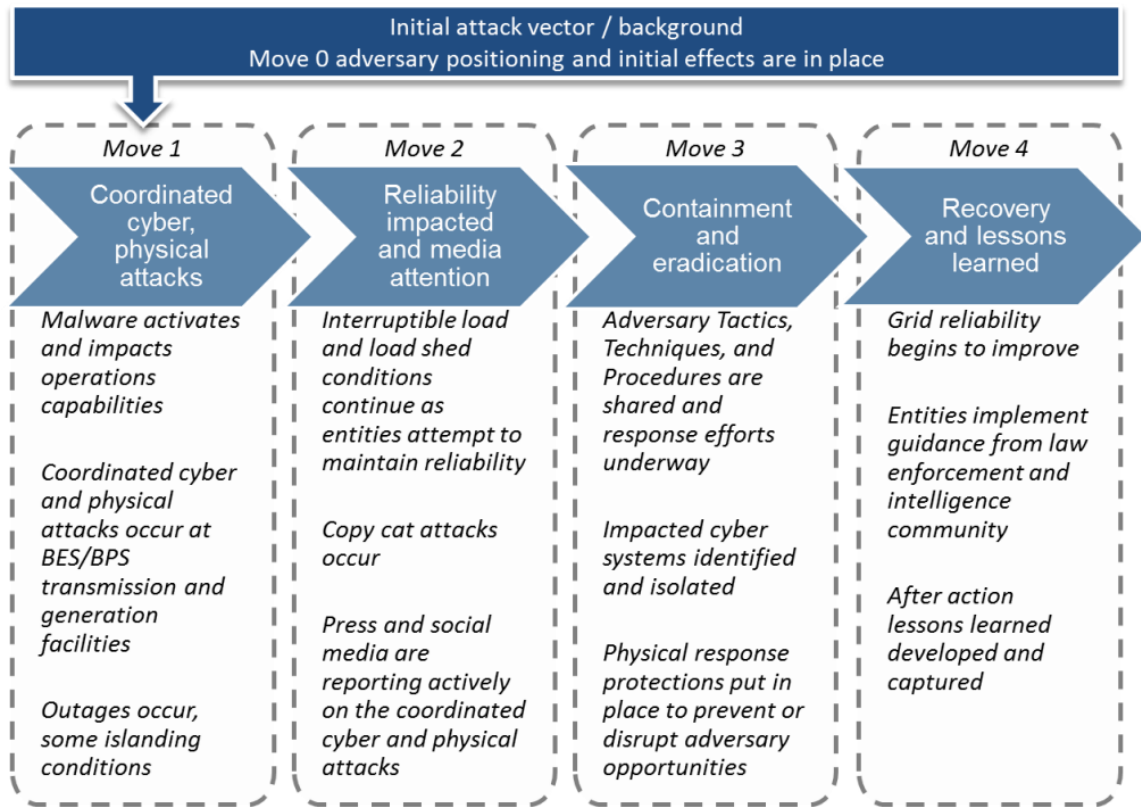 Initial attack vector / background
Move 0 adversary positioning and initial effects are in place
Move 1
Coordinated
cyber,
physical
attacks
Malware activates
and impacts
operations
capabilities
Coordinated cyber
and physical
attacks occur at
BES/BPS
transmission and
generation
facilities
Outages occur,
some islanding
conditions
Move 2
Reliability
impacted
and media
attention
Interruptible load
and load shed
conditions
continue as
entities attempt to
maintain reliability
Copy cat attacks
occur
Press and social
media are
reporting actively
on the coordinated
cyber and physical
attacks
Move 3
Containment
and
eradication
Adversary Tactics,
Techniques, and
Procedures are
shared and
response efforts
underway
Impacted cyber
systems identified
and isolated
Physical response
protections put in
place to prevent or
disrupt adversary
opportunities
Move 4
Recovery
and lessons
learned
Grid reliability
begins to improve
Entities implement
guidance from law
enforcement and
intelligence
community
After action
lessons learned
developed and
captured